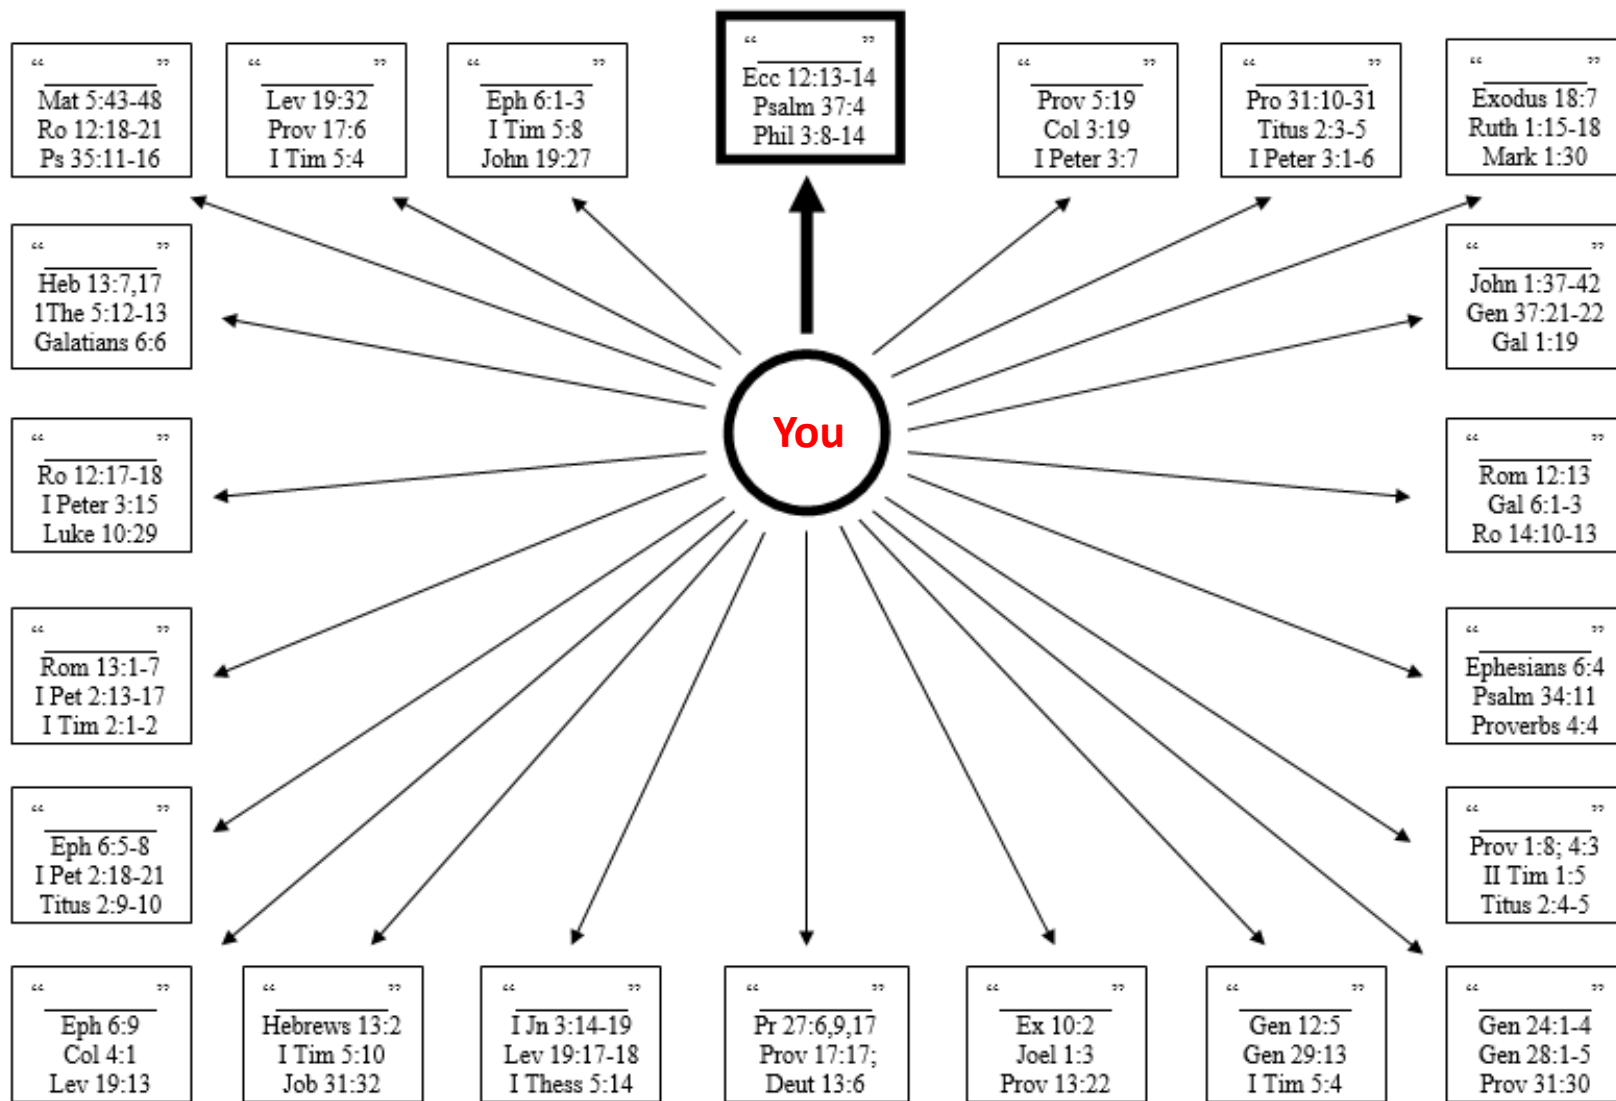 “ ”
Mat 5:43-48
Ro 12:18-21
Ps 35:11-16
“ ”
Lev 19:32
Prov 17:6
I Tim 5:4
“ ”
Eph 6:1-3
I Tim 5:8
John 19:27
“ ”
Ecc 12:13-14
Psalm 37:4
Phil 3:8-14
“ ”
Prov 5:19
Col 3:19
I Peter 3:7
“ ”
Pro 31:10-31
Titus 2:3-5
I Peter 3:1-6
“ ”
Exodus 18:7
Ruth 1:15-18
Mark 1:30
“ ”
Heb 13:7,17
1The 5:12-13
Galatians 6:6
“ ”
John 1:37-42
Gen 37:21-22
Gal 1:19
You
“ ”
Ro 12:17-18
I Peter 3:15
Luke 10:29
“ ”
Rom 12:13
Gal 6:1-3
Ro 14:10-13
“ ”
Rom 13:1-7
I Pet 2:13-17
I Tim 2:1-2
“ ”
Ephesians 6:4
Psalm 34:11
Proverbs 4:4
“ ”
Eph 6:5-8
I Pet 2:18-21
Titus 2:9-10
“ ”
Prov 1:8; 4:3
II Tim 1:5
Titus 2:4-5
“ ”
Eph 6:9
Col 4:1
Lev 19:13
“ ”
Hebrews 13:2
I Tim 5:10
Job 31:32
“ ”
I Jn 3:14-19
Lev 19:17-18
I Thess 5:14
“ ”
Pr 27:6,9,17
Prov 17:17;
Deut 13:6
“ ”
Ex 10:2
Joel 1:3
Prov 13:22
“ ”
Gen 12:5
Gen 29:13
I Tim 5:4
“ ”
Gen 24:1-4
Gen 28:1-5
Prov 31:30